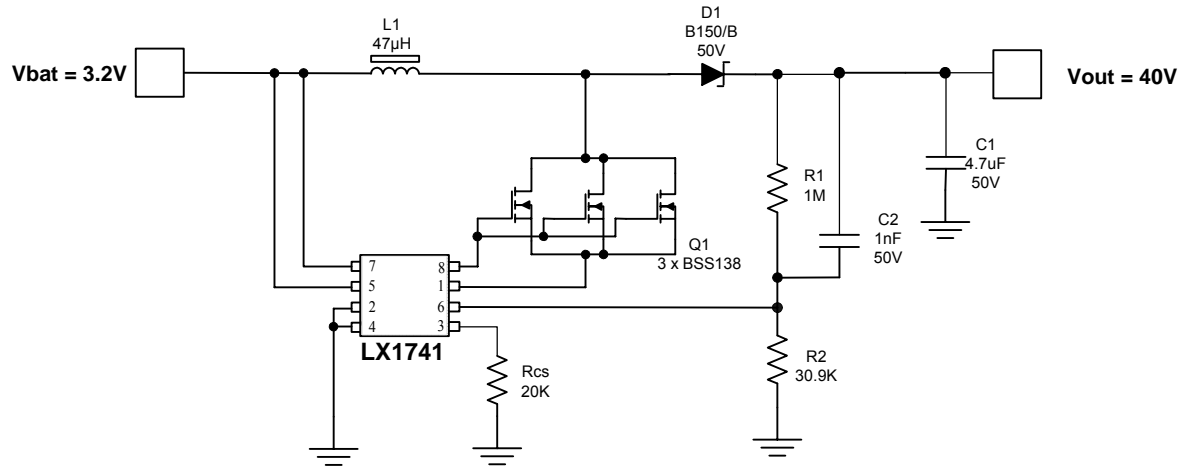 L1
47µH
D1
B150/B
50V
Vbat = 3.2V
Vout = 40V
R1
1M
C1
4.7uF
50V
C2
1nF
50V
Q1
3 x BSS138
7
8
5
1
2
6
4
3
LX1741
Rcs
20K
R2
30.9K